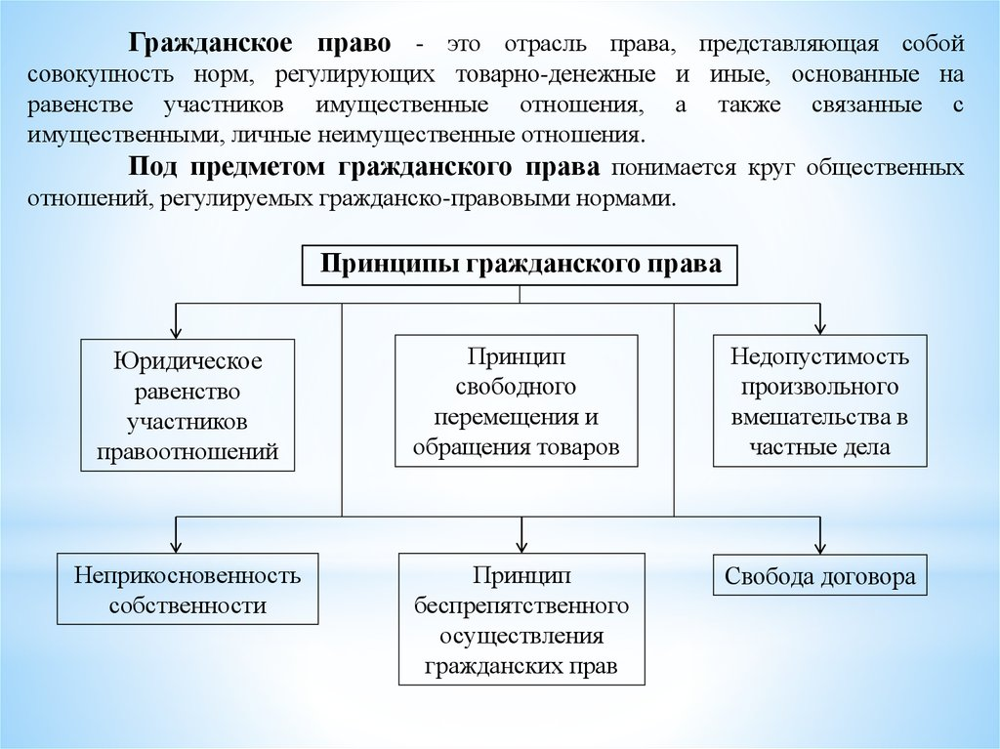 Гражданское право - это отрасль права, представляющая собой
совокупность норм, регулирующих товарно-денежные и иные, основанные на
равенстве участников имущественные отношения, а также связанные с
имущественными, личные неимущественные отношения.
Под предметом гражданского права понимается круг общественных
отношений, регулируемых гражданско-правовыми нормами.
Принципы гражданского права
Юридическое
равенство
участников
правоотношений
Принцип
свободного
перемещения и
обращения товаров
Недопустимость
произвольного
вмешательства в
частные дела
Неприкосновенность
собственности
Принцип
беспрепятственного
осуществления
гражданских прав
Свобода договора